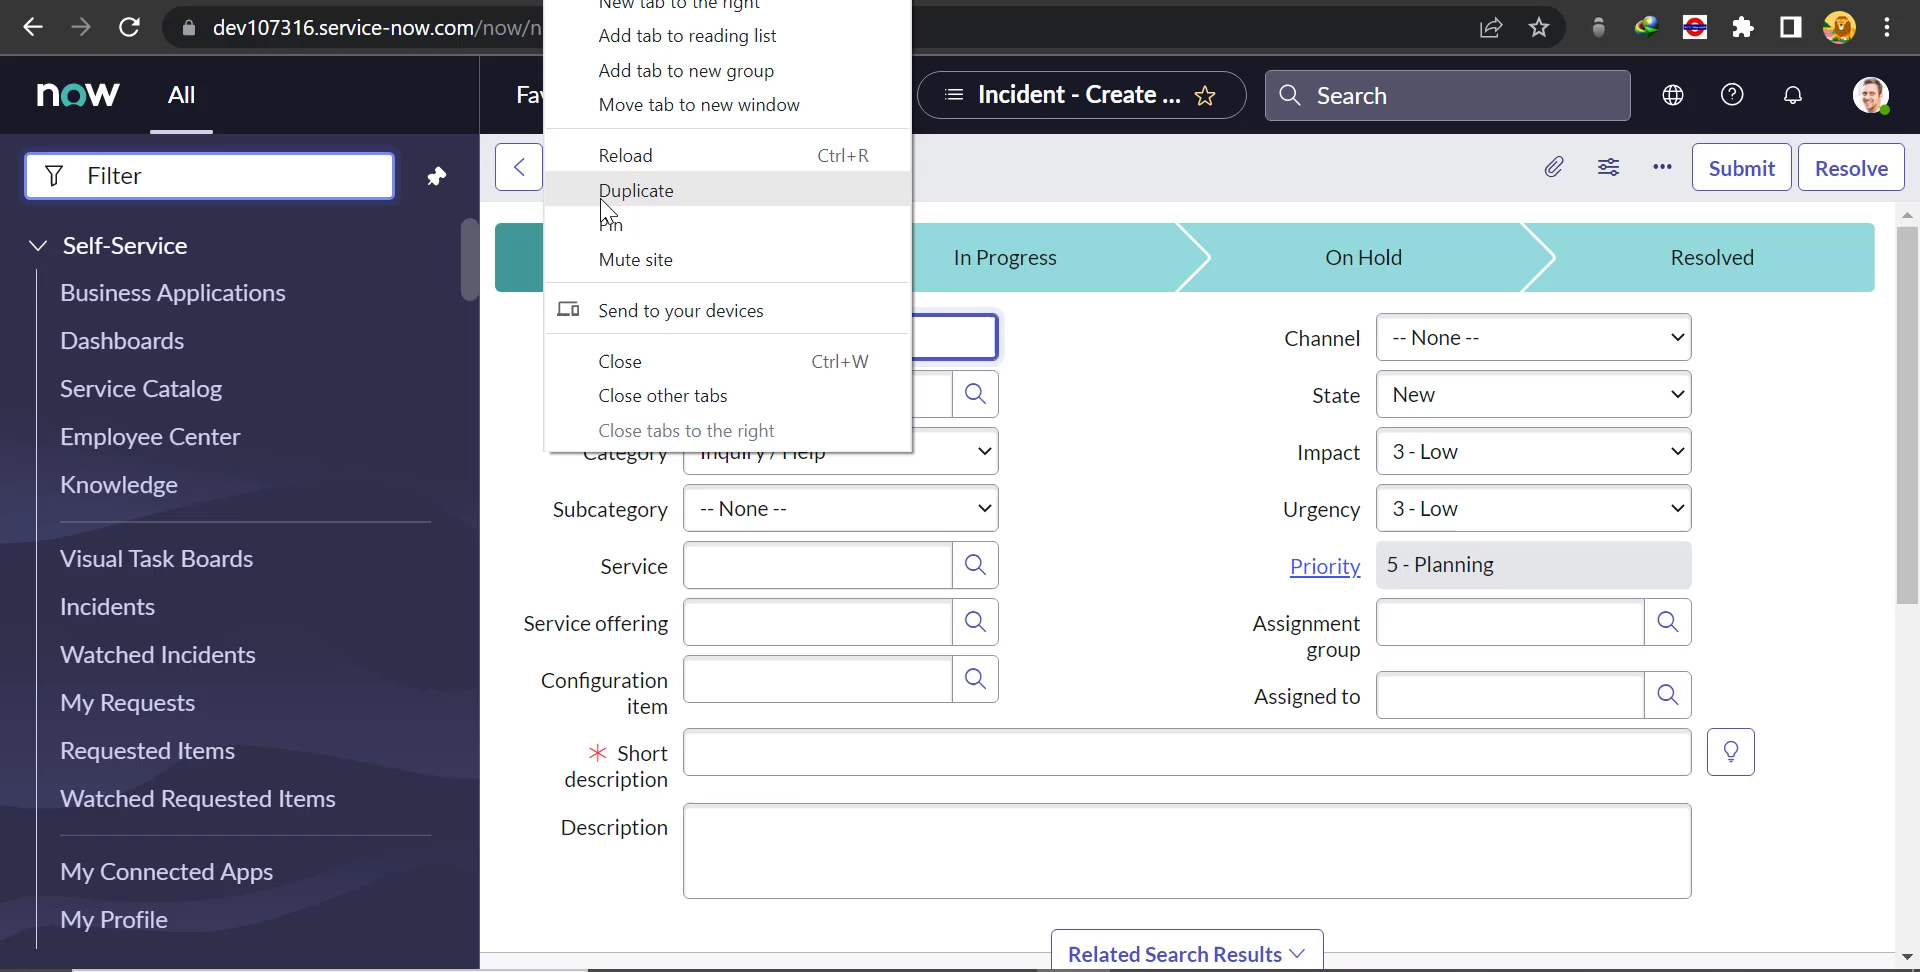 dev107316.service-now.com/now/n
New tab to the right
Add tab to reading list
Add tab to new group
Move tab to new window
Reload Ctrl+R
Duplicate
Pin
Mute site
Send to your devices
Close Ctrl+W
Close other tabs
Close tabs to the right
now
All
Fav
Incident - Create ...
Search
Filter
Submit
Resolve
Self-Service
Business Applications
Dashboards
Service Catalog
Employee Center
Knowledge
Visual Task Boards
Incidents
Watched Incidents
My Requests
Requested Items
Watched Requested Items
My Connected Apps
My Profile
In Progress
On Hold
Resolved
Category Inquiry / Help
Subcategory -- None --
Service
Service offering
Configuration
item
Channel -- None --
State New
Impact 3 - Low
Urgency 3 - Low
Priority 5 - Planning
Assignment
group
Assigned to
Short
description
Description
Related Search Results